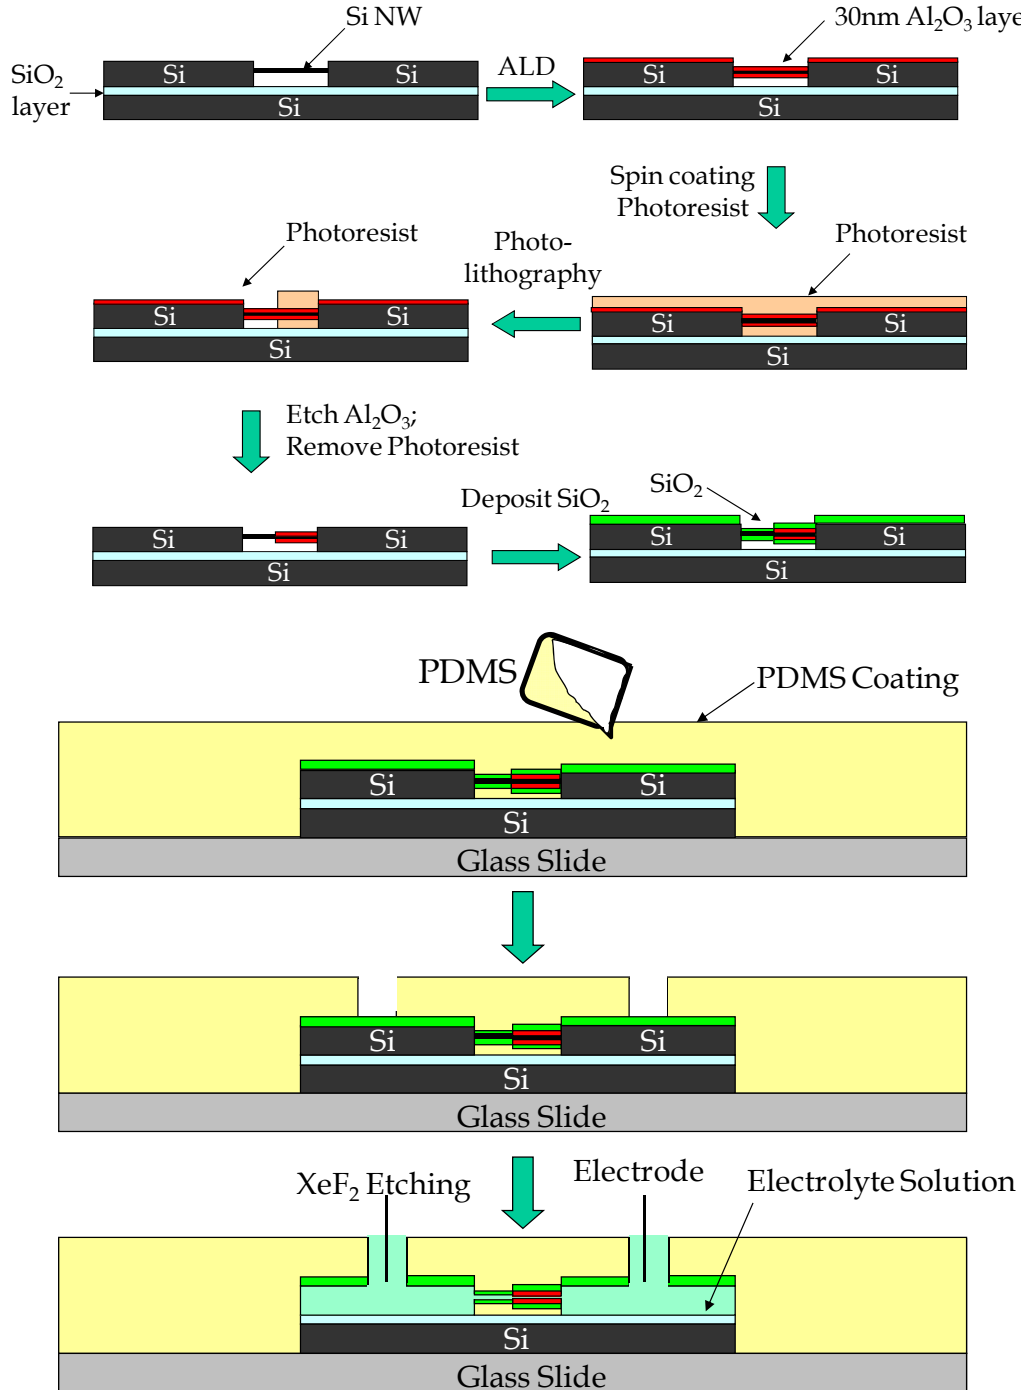 Si NW
30nm Al₂O₃ laye
SiO₂
layer
Si
Si
Si
ALD
Si
Si
Si
Spin coating
Photoresist
Photoresist
Photo-
lithography
Photoresist
Si
Si
Si
Si
Si
Si
Etch Al₂O₃;
Remove Photoresist
Deposit SiO₂
SiO₂
Si
Si
Si
Si
Si
Si
PDMS
PDMS Coating
Si
Si
Si
Glass Slide
Si
Si
Si
Glass Slide
XeF₂ Etching
Electrode
Electrolyte Solution
Si
Glass Slide